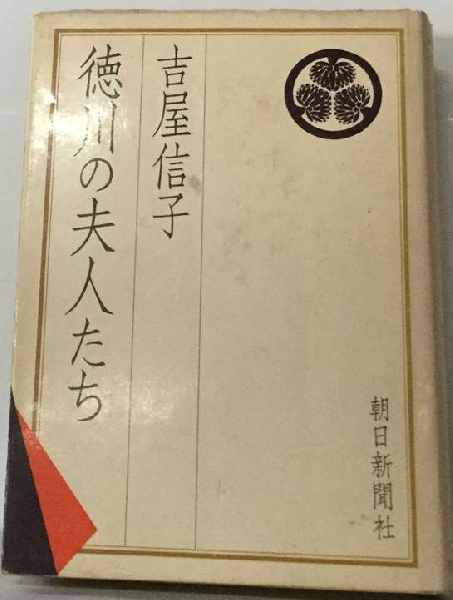 吉屋信子
徳川の夫人たち
朝日新聞社